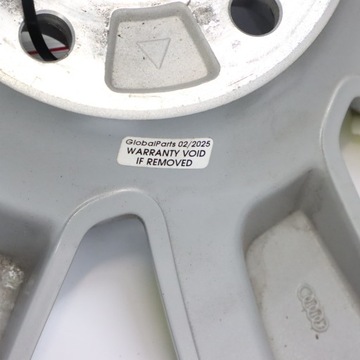 GlobalParts 02/2025
WARRANTY VOID
IF REMOVED